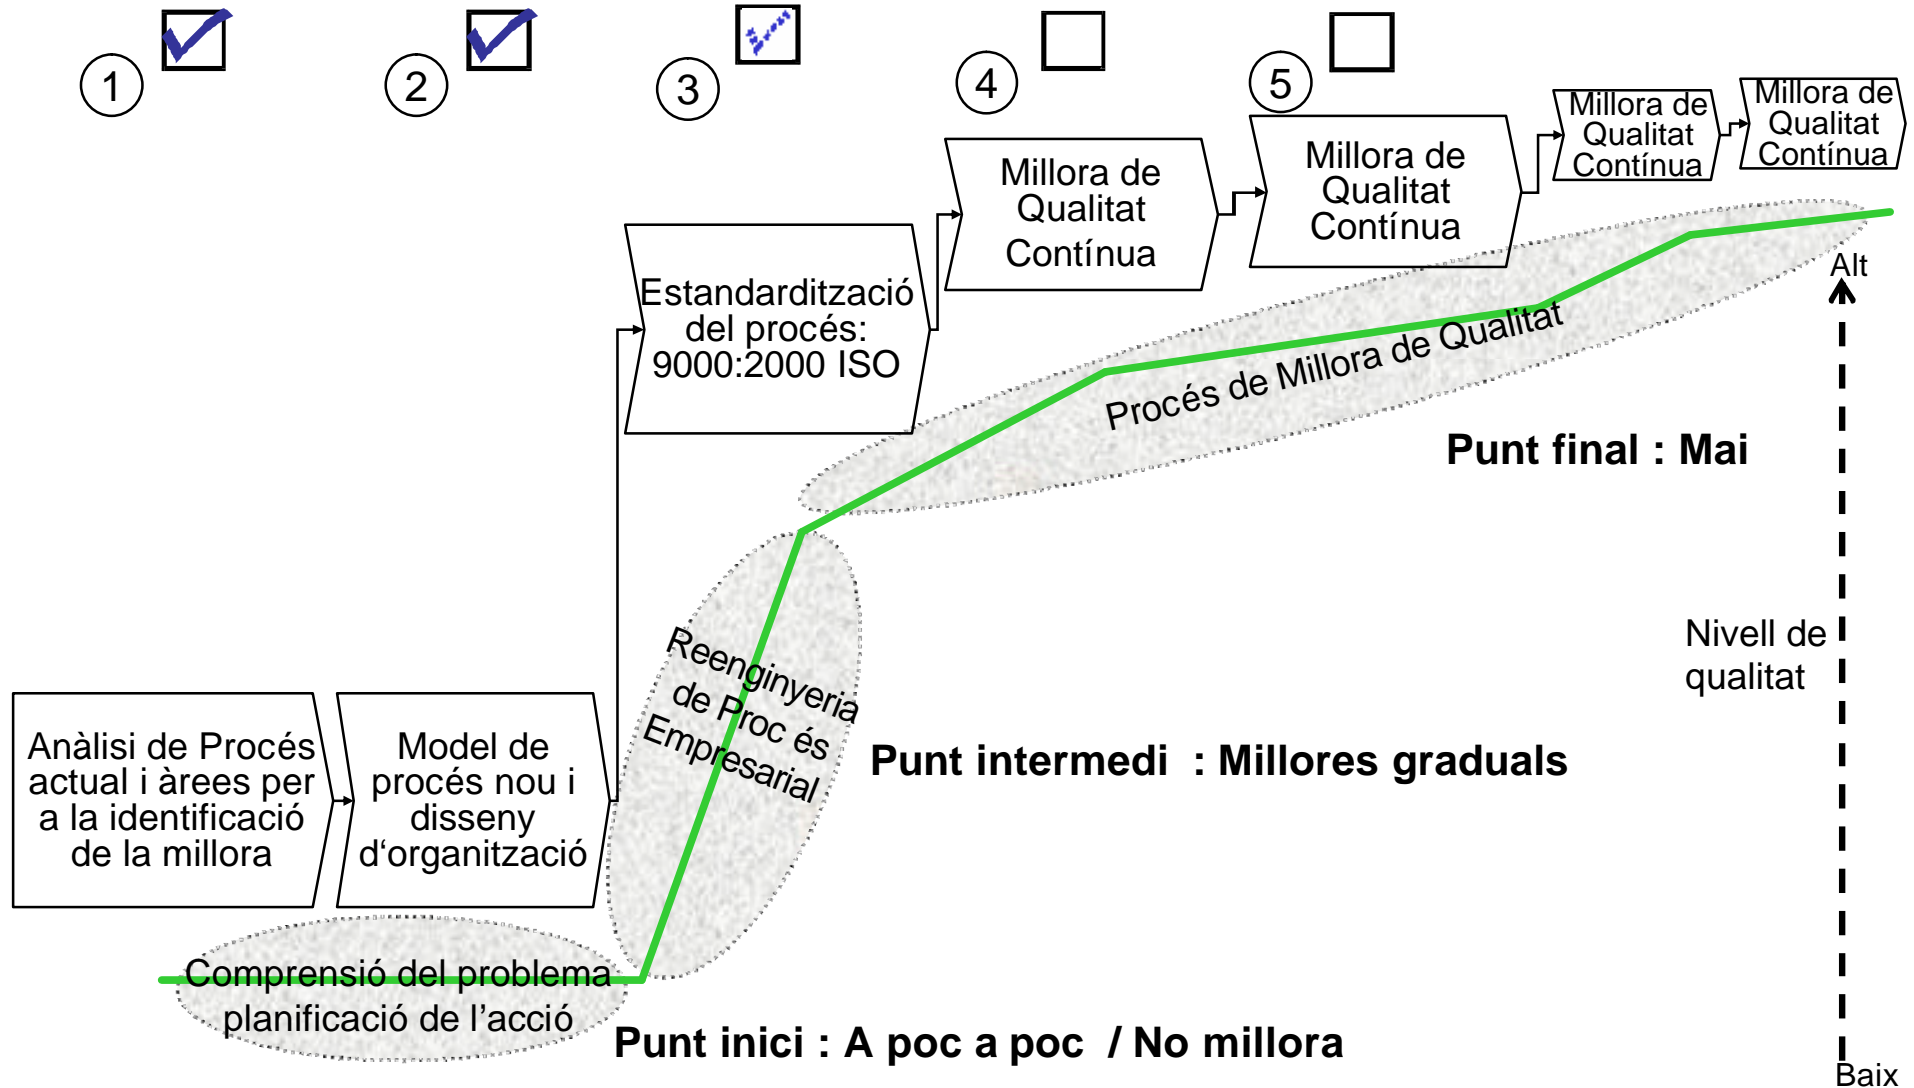 1
2
3
4
5
Millora de
Qualitat
Contínua
Millora de
Qualitat
Contínua
Millora de
Qualitat
Contínua
Millora de
Qualitat
Contínua
Estandardització
del procés:
9000:2000 ISO
Alt
Procés de Millora de Qualitat
Punt final : Mai
Nivell de
qualitat
Reenginyeria
de Proc és
Empresarial
Anàlisi de Procés
actual i àrees per
a la identificació
de la millora
Model de
procés nou i
disseny
d‘organització
Punt intermedi : Millores graduals
Comprensió del problema
planificació de l’acció
Punt inici : A poc a poc / No millora
Baix